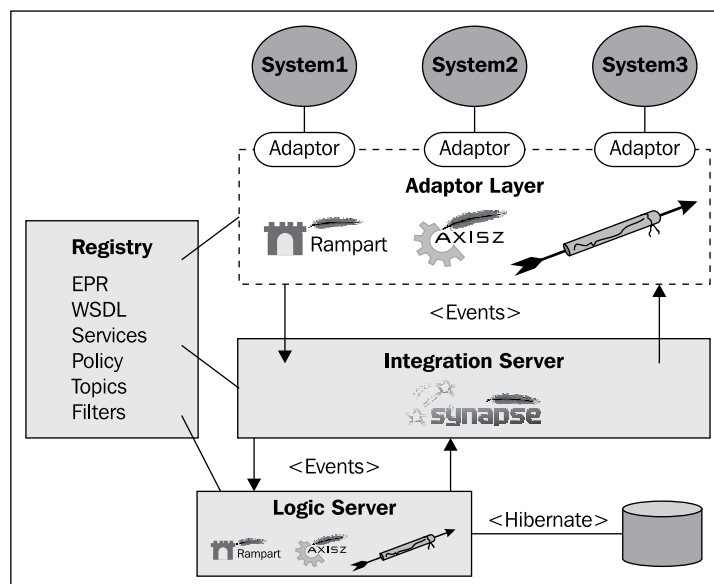 System1
System2
System3
Adaptor
Adaptor
Adaptor
Adaptor Layer
Rampart
AXIS2
Registry
EPR
WSDL
Services
Policy
Topics
Filters
<Events>
Integration Server
synapse
<Events>
Logic Server
Rampart
AXIS2
<Hibernate>